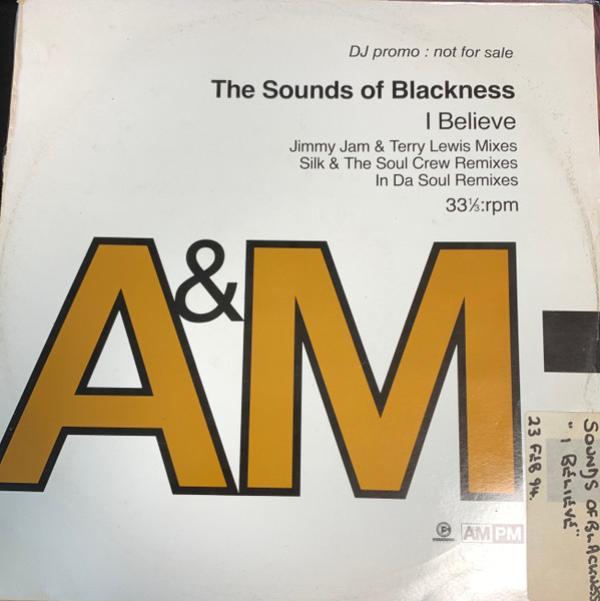 DJ promo : not for sale
The Sounds of Blackness
I Believe
Jimmy Jam & Terry Lewis Mixes
Silk & The Soul Crew Remixes
In Da Soul Remixes
33⅓:rpm
A&M
AM PM
SOUNDS OF BLACKNESS
"I BELIEVE"
23 FEB 94.